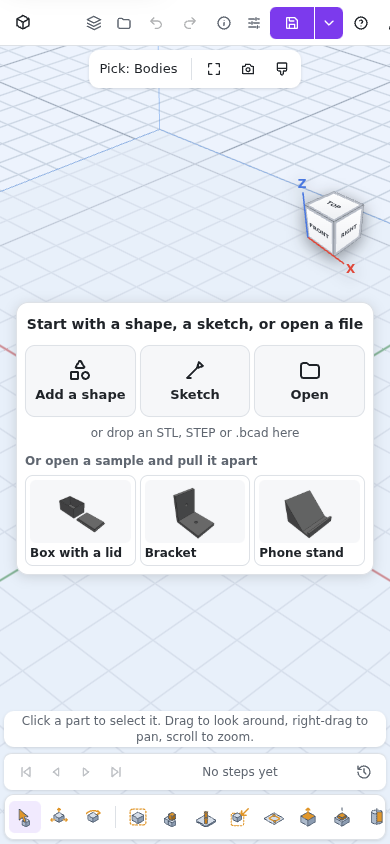 Pick: Bodies
Z
TOP
FRONT
RIGHT
X
Start with a shape, a sketch, or open a file
Add a shape
Sketch
Open
or drop an STL, STEP or .bcad here
Or open a sample and pull it apart
Box with a lid
Bracket
Phone stand
Click a part to select it. Drag to look around, right-drag to
pan, scroll to zoom.
No steps yet